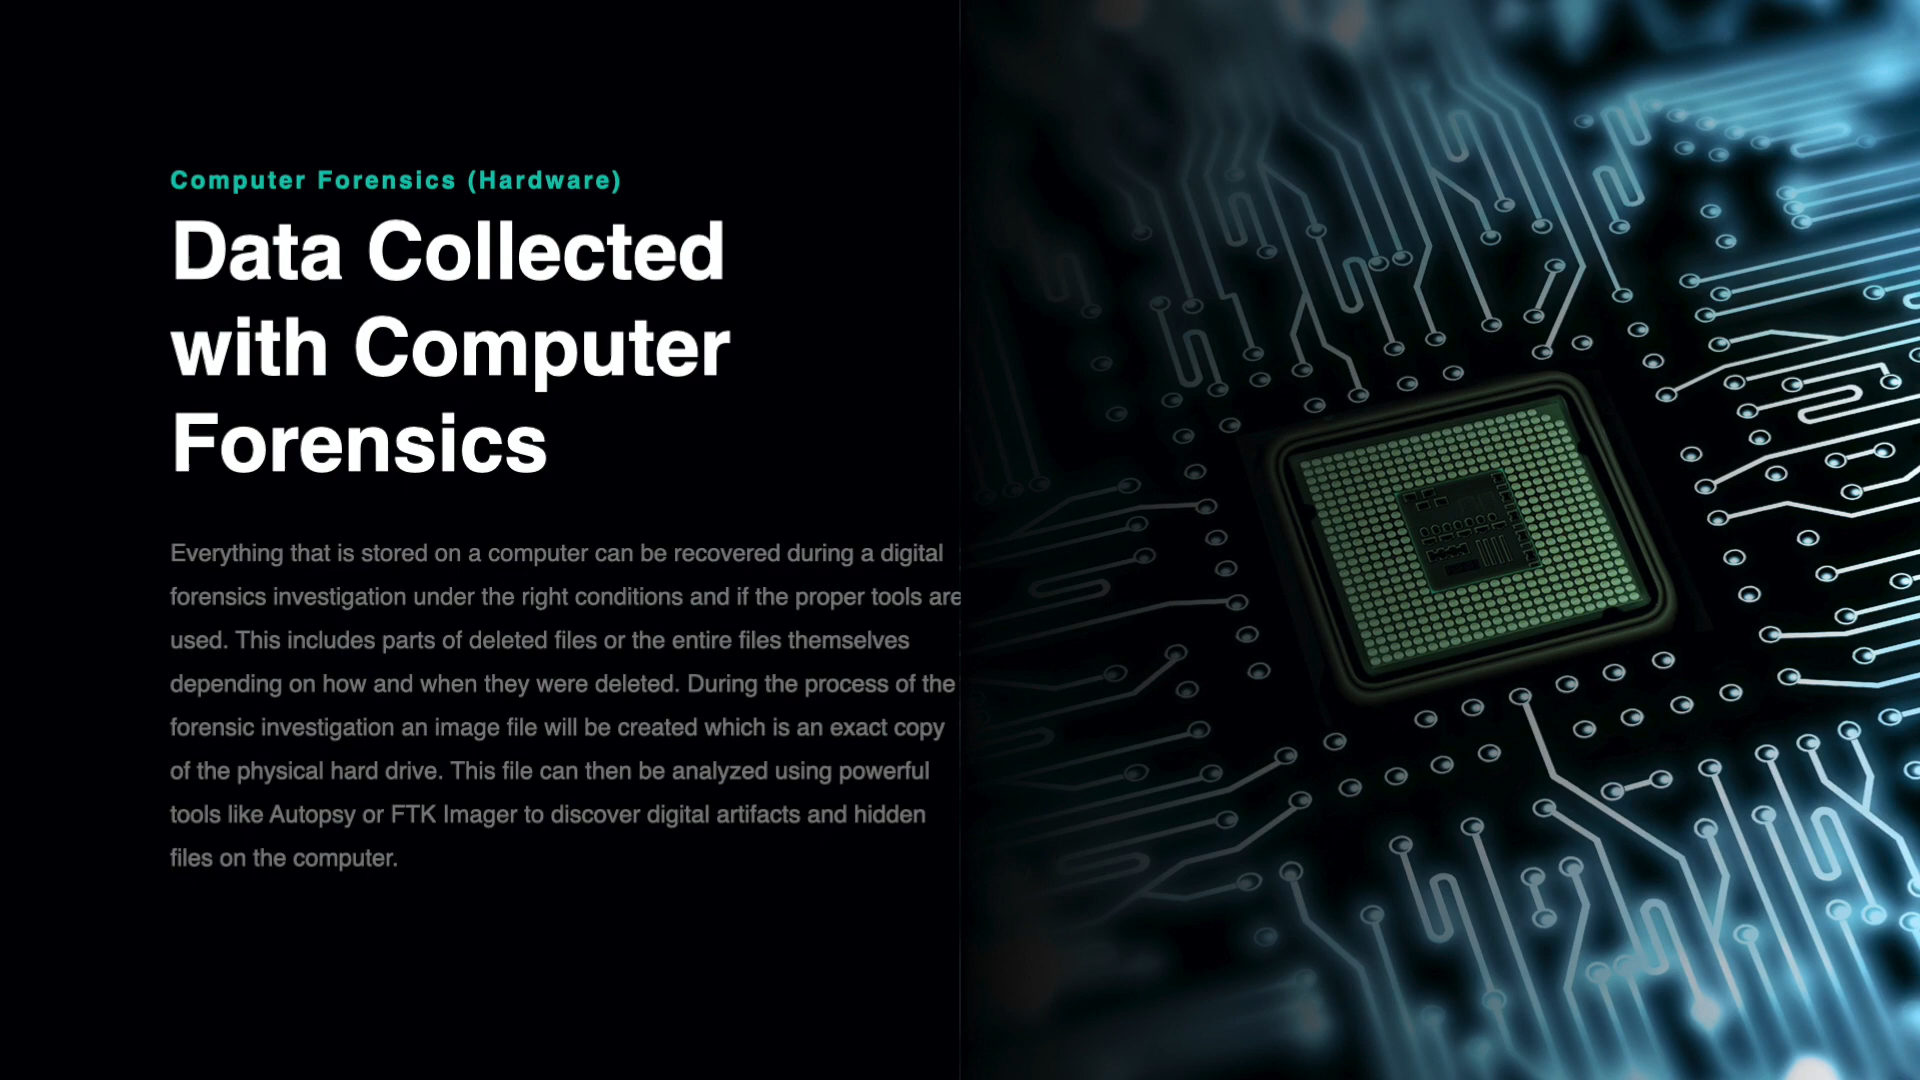 Computer Forensics (Hardware)
Data Collected
with Computer
Forensics
Everything that is stored on a computer can be recovered during a digital
forensics investigation under the right conditions and if the proper tools are
used. This includes parts of deleted files or the entire files themselves
depending on how and when they were deleted. During the process of the
forensic investigation an image file will be created which is an exact copy
of the physical hard drive. This file can then be analyzed using powerful
tools like Autopsy or FTK Imager to discover digital artifacts and hidden
files on the computer.